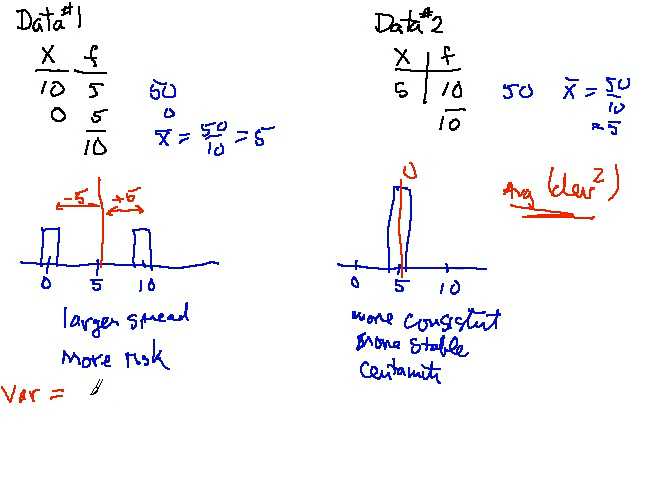 Data #1
X f
10 5 50
0 5 0
10 x̄ = 50/10 = 5
-5 +5
0 5 10
larger spread
more risk
Var =
Data #2
X f
5 10 50 x̄ = 50/10
10 = 5
0
Avg (dev²)
0 5 10
more consistent
more stable